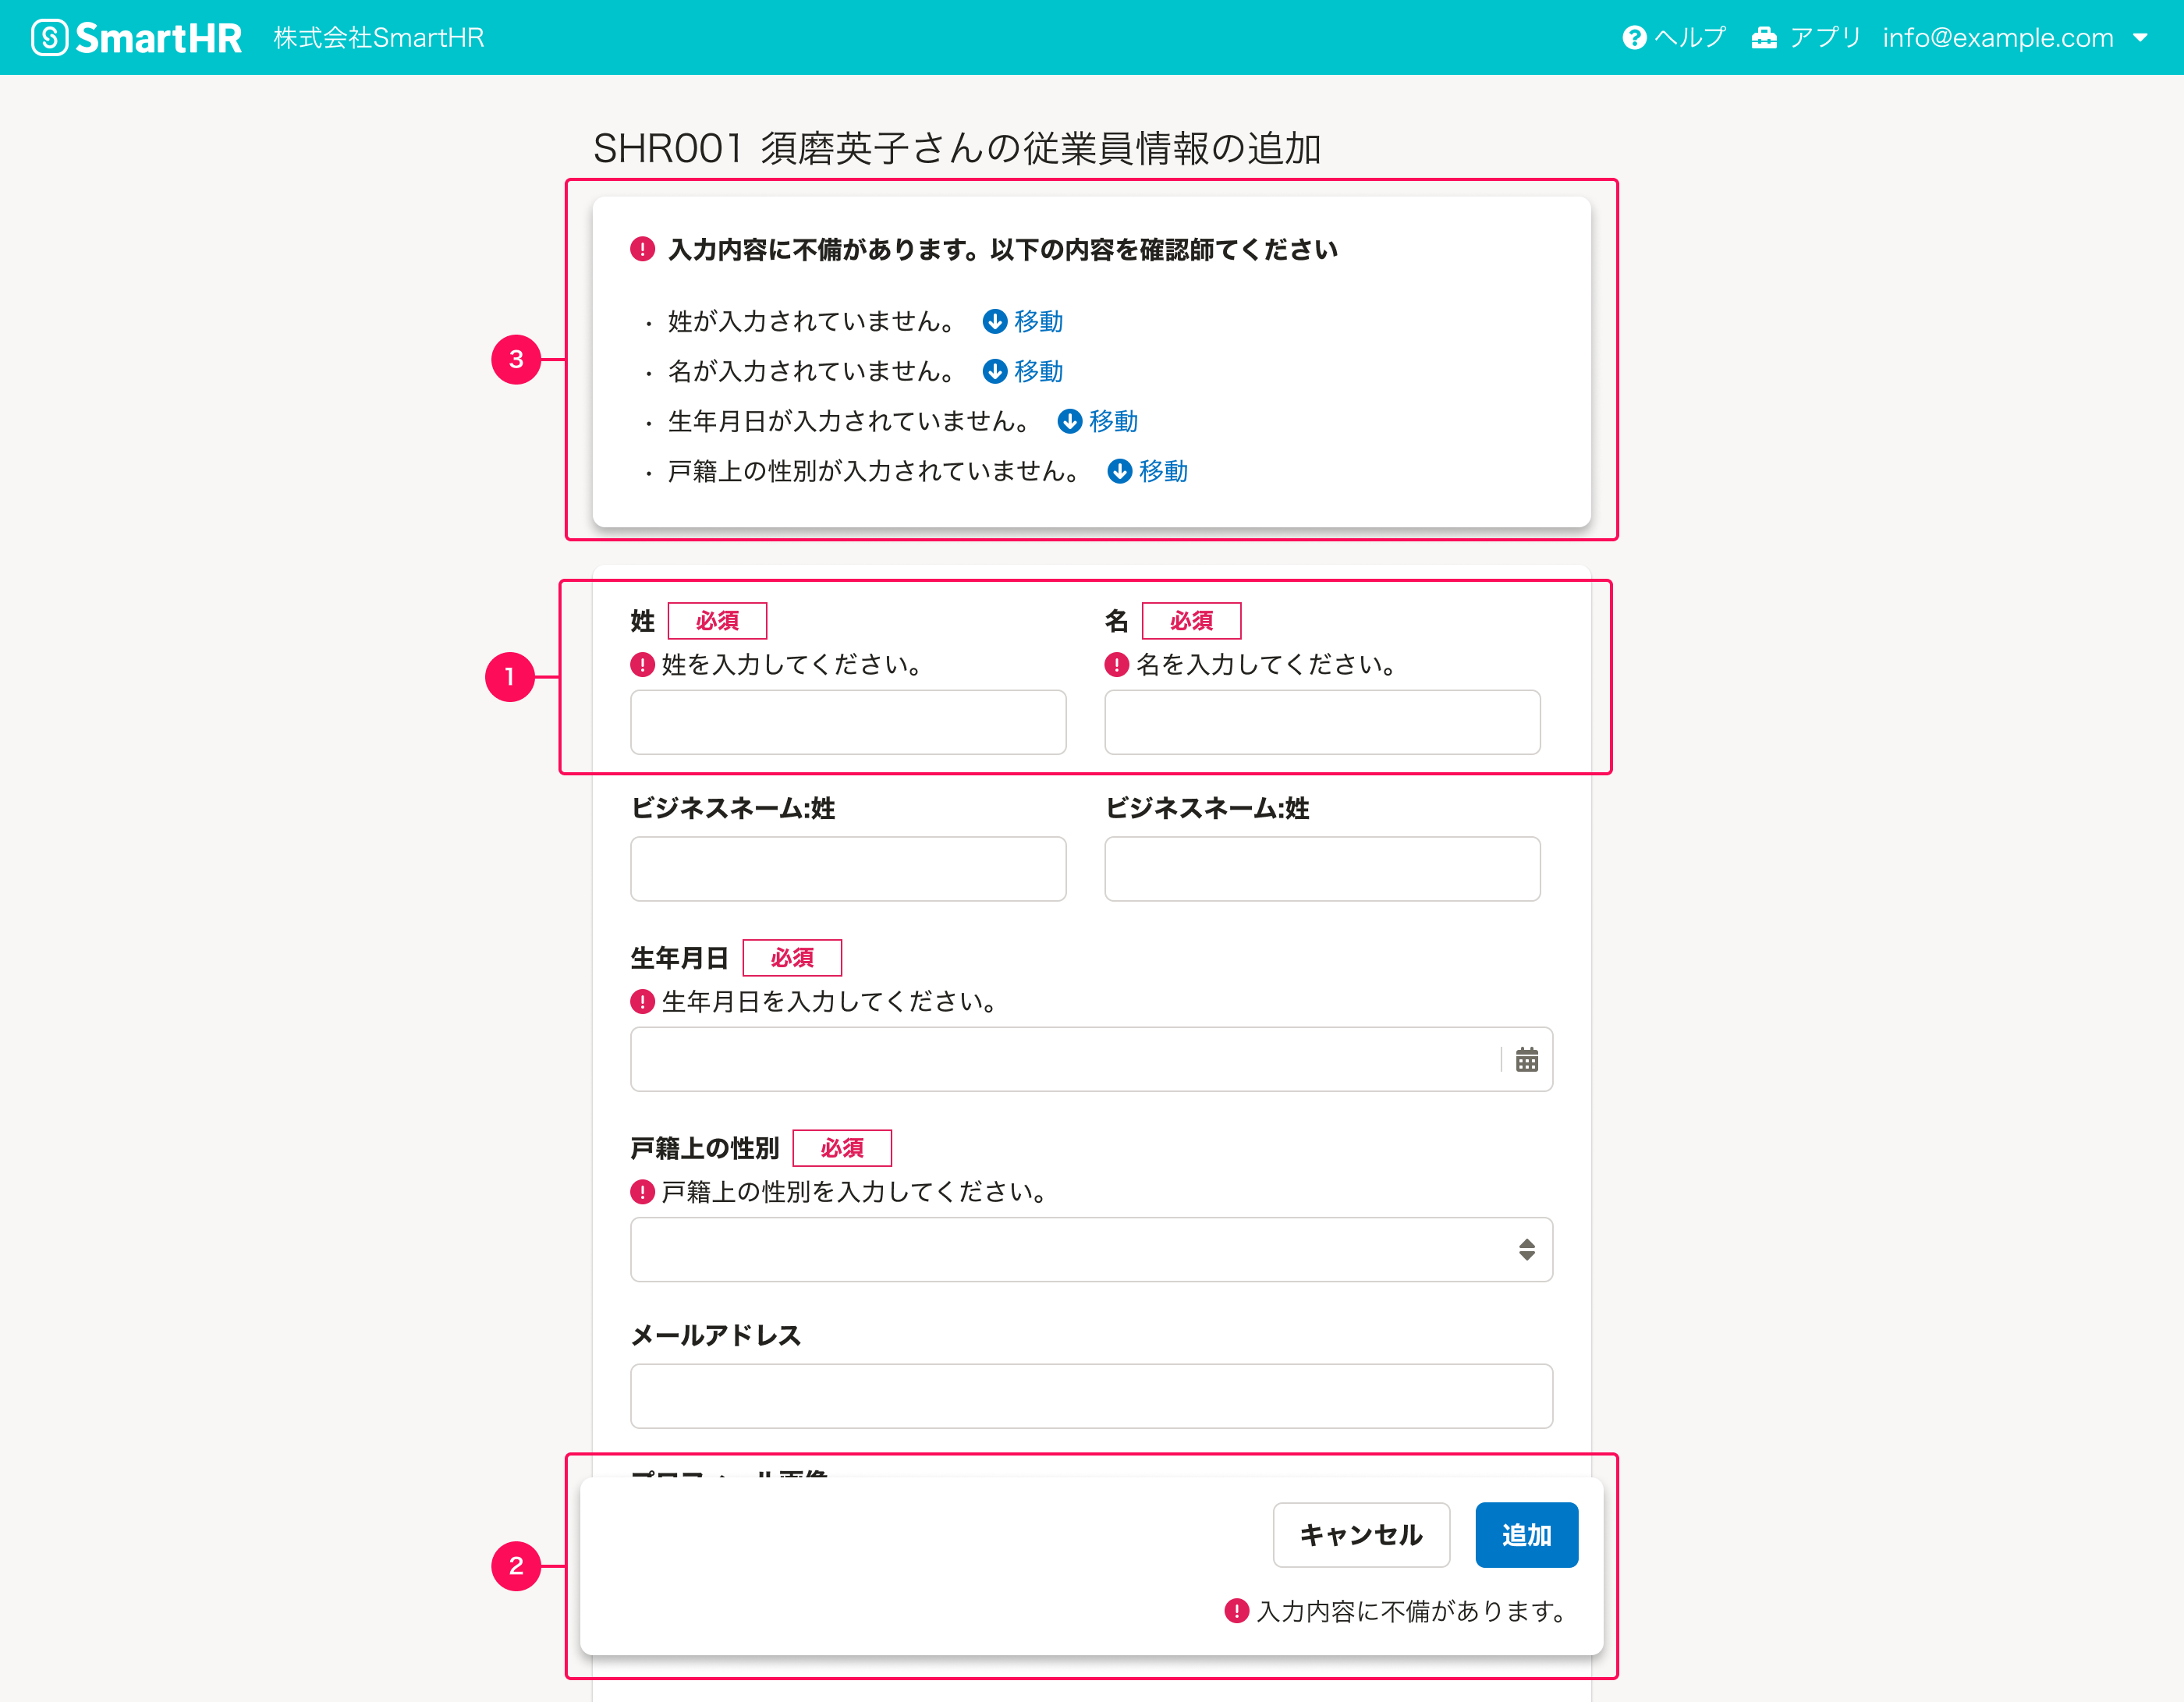 SmartHR 株式会社SmartHR ヘルプ アプリ info@example.com
SHR001 須磨英子さんの従業員情報の追加
入力内容に不備があります。以下の内容を確認師てください
・ 姓が入力されていません。 移動
・ 名が入力されていません。 移動
・ 生年月日が入力されていません。 移動
・ 戸籍上の性別が入力されていません。 移動
3
姓 必須 名 必須
姓を入力してください。 名を入力してください。
1
ビジネスネーム:姓 ビジネスネーム:姓
生年月日 必須
生年月日を入力してください。
戸籍上の性別 必須
戸籍上の性別を入力してください。
メールアドレス
プロフィール画像
キャンセル 追加
2
入力内容に不備があります。